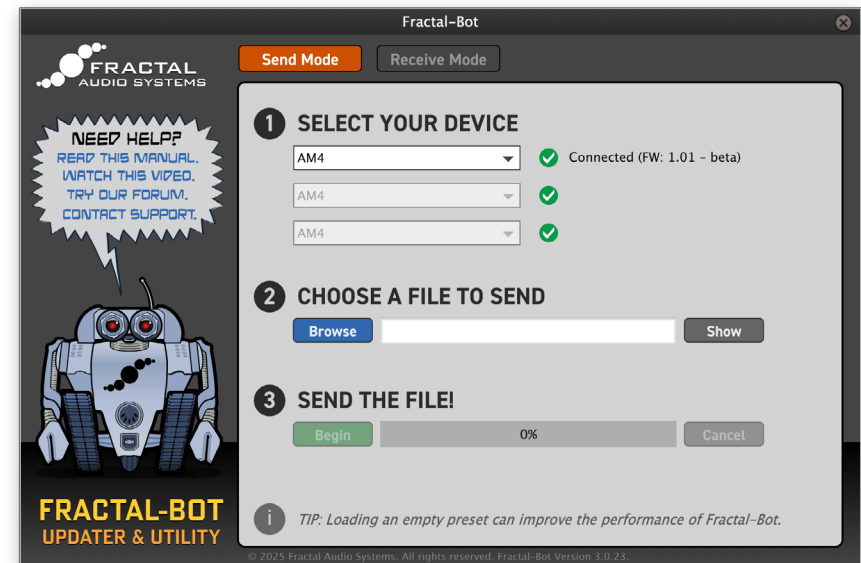 Fractal-Bot
FRACTAL
AUDIO SYSTEMS
Send Mode
Receive Mode
NEED HELP?
READ THIS MANUAL.
WATCH THIS VIDEO.
TRY OUR FORUM.
CONTACT SUPPORT.
1 SELECT YOUR DEVICE
AM4
Connected (FW: 1.01 - beta)
AM4
AM4
2 CHOOSE A FILE TO SEND
Browse
Show
3 SEND THE FILE!
Begin
0%
Cancel
FRACTAL-BOT
UPDATER & UTILITY
i TIP: Loading an empty preset can improve the performance of Fractal-Bot.
© 2025 Fractal Audio Systems. All rights reserved. Fractal-Bot Version 3.0.23.